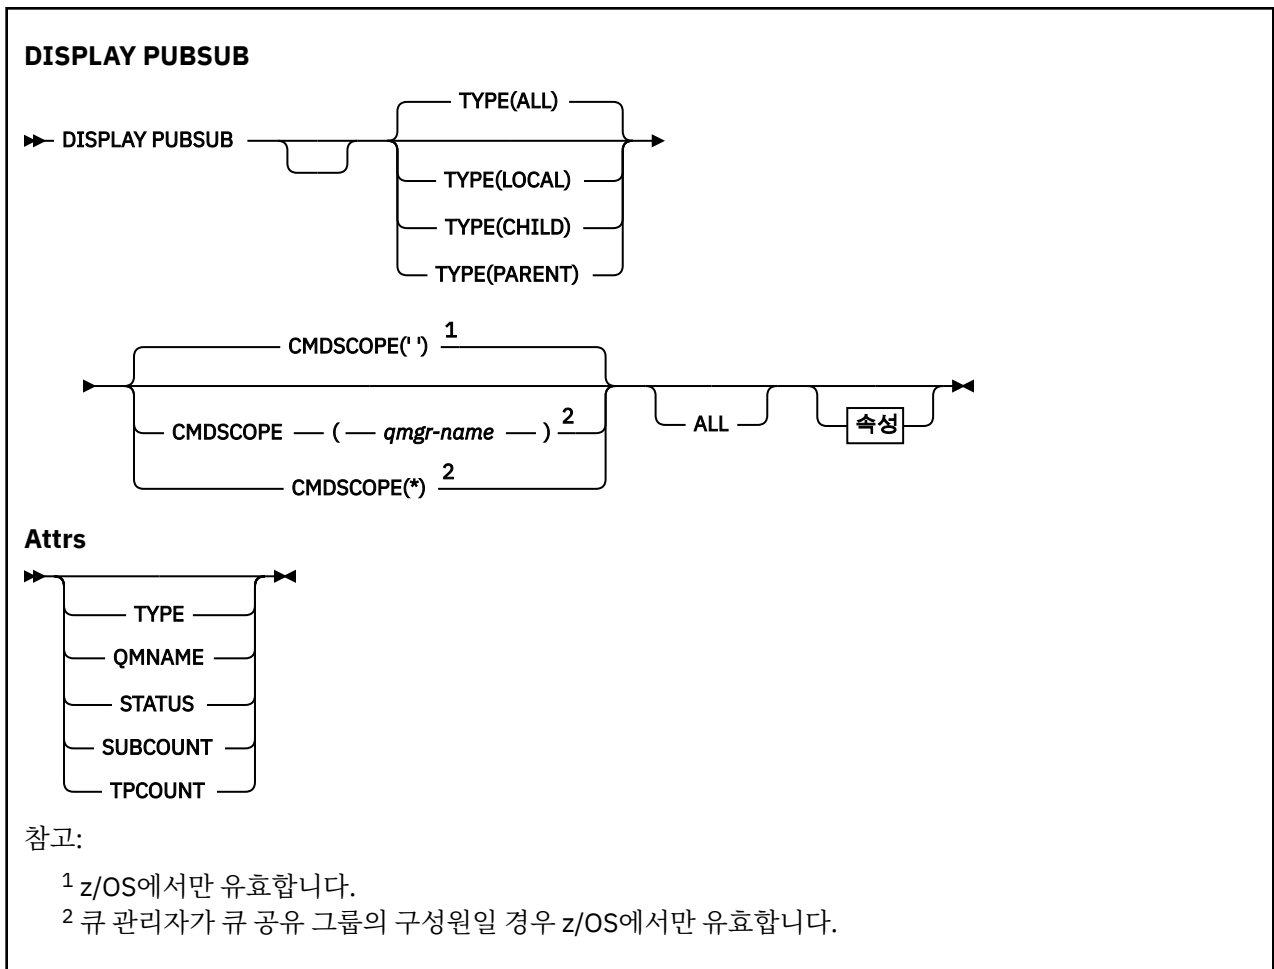 DISPLAY PUBSUB
TYPE(ALL)
DISPLAY PUBSUB
TYPE(LOCAL)
TYPE(CHILD)
TYPE(PARENT)
CMDSCOPE(' ') 1
CMDSCOPE ( qmgr-name ) 2
ALL
속성
CMDSCOPE(*) 2
Attrs
TYPE
QMNAME
STATUS
SUBCOUNT
TPCOUNT
참고:
1 z/OS에서만 유효합니다.
2 큐 관리자가 큐 공유 그룹의 구성원일 경우 z/OS에서만 유효합니다.